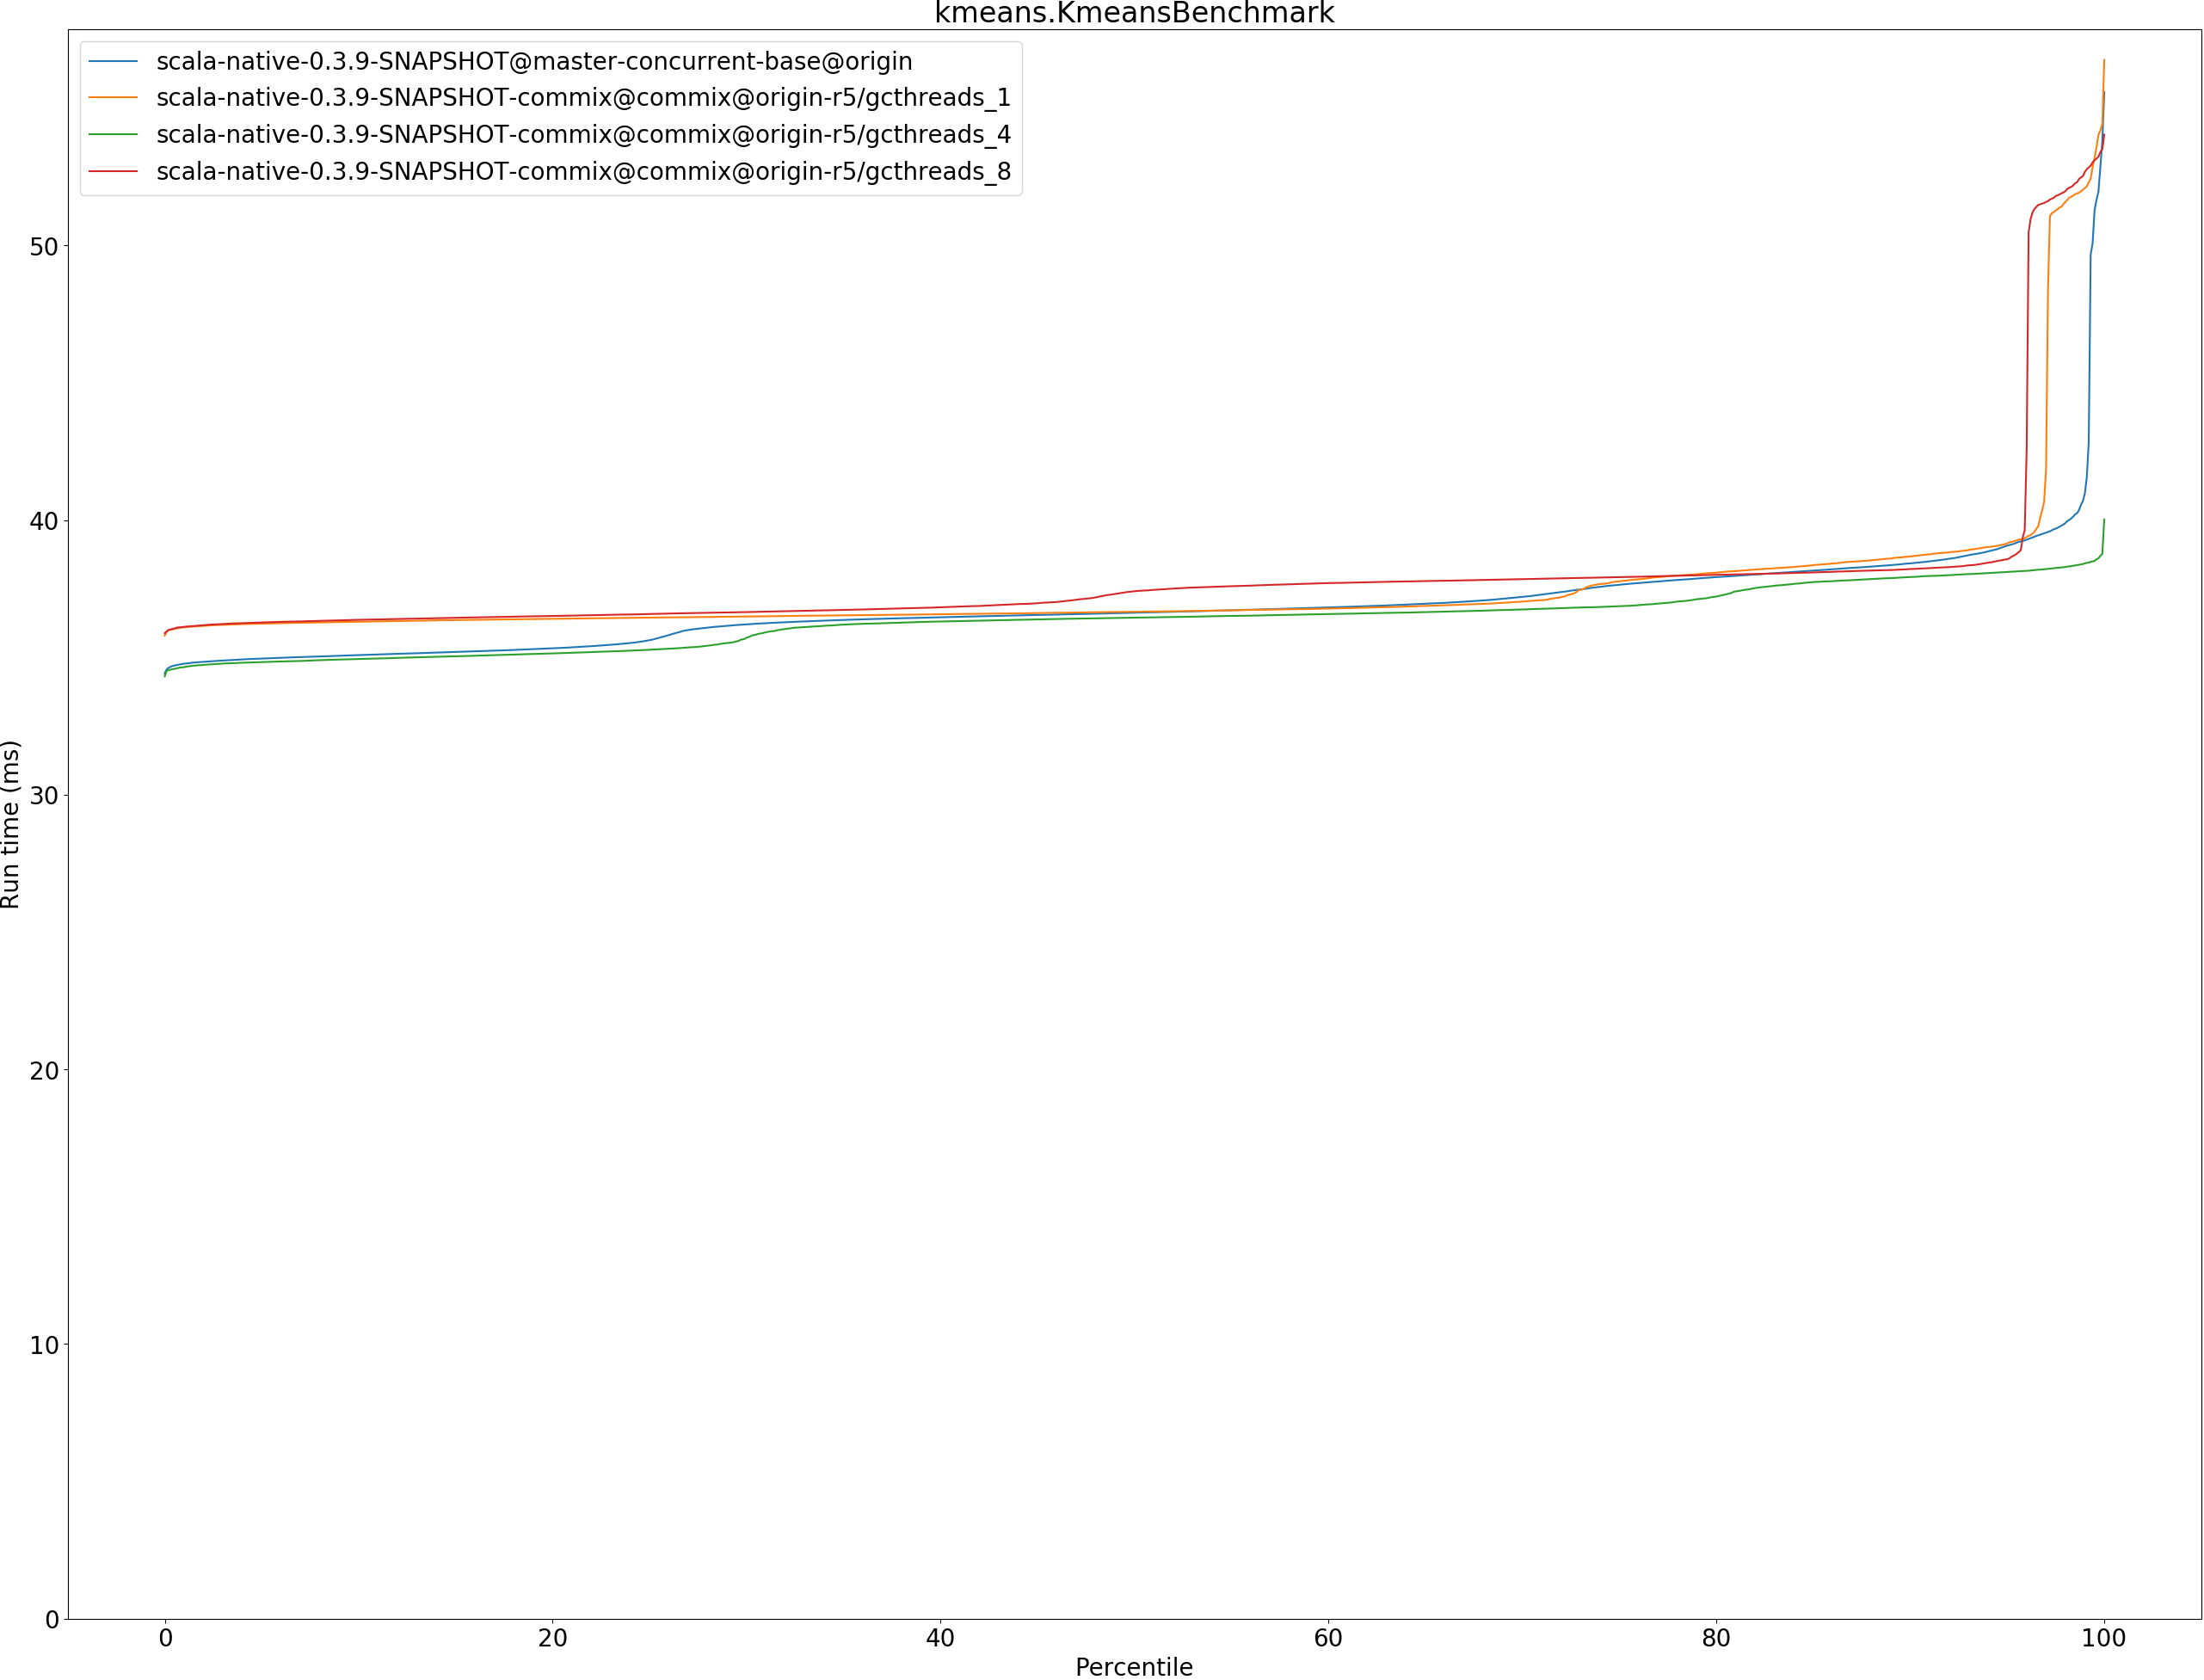 kmeans.KmeansBenchmark
scala-native-0.3.9-SNAPSHOT@master-concurrent-base@origin
scala-native-0.3.9-SNAPSHOT-commix@commix@origin-r5/gcthreads_1
scala-native-0.3.9-SNAPSHOT-commix@commix@origin-r5/gcthreads_4
scala-native-0.3.9-SNAPSHOT-commix@commix@origin-r5/gcthreads_8
50
40
30
20
10
0
Run time (ms)
0 20 40 60 80 100
Percentile